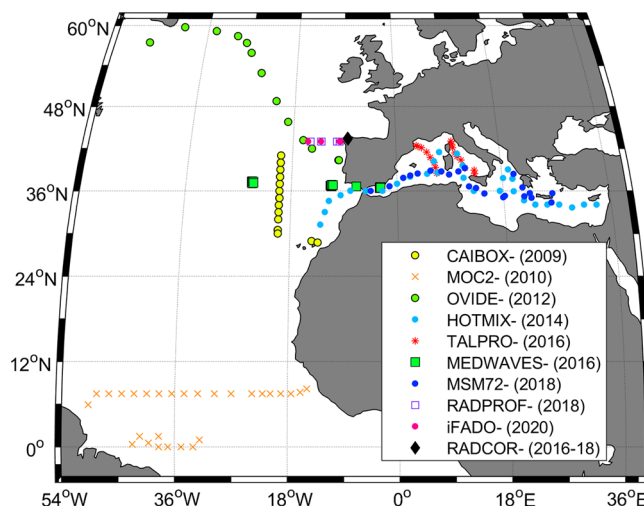 60°N
48°N
36°N
24°N
12°N
0°
54°W
36°W
18°W
0°
18°E
36°E
CAIBOX- (2009)
MOC2- (2010)
OVIDE- (2012)
HOTMIX- (2014)
TALPRO- (2016)
MEDWAVES- (2016)
MSM72- (2018)
RADPROF- (2018)
iFADO- (2020)
RADCOR- (2016-18)